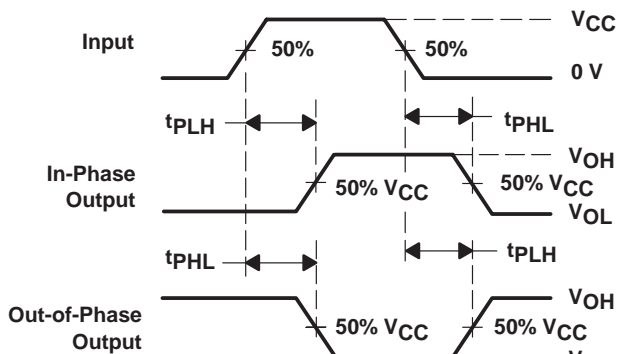 VCC
Input
50%
50%
0 V
tPLH
tPHL
VOH
In-Phase
Output
50% VCC
50% VCC
VOL
tPHL
tPLH
VOH
Out-of-Phase
Output
50% VCC
50% VCC